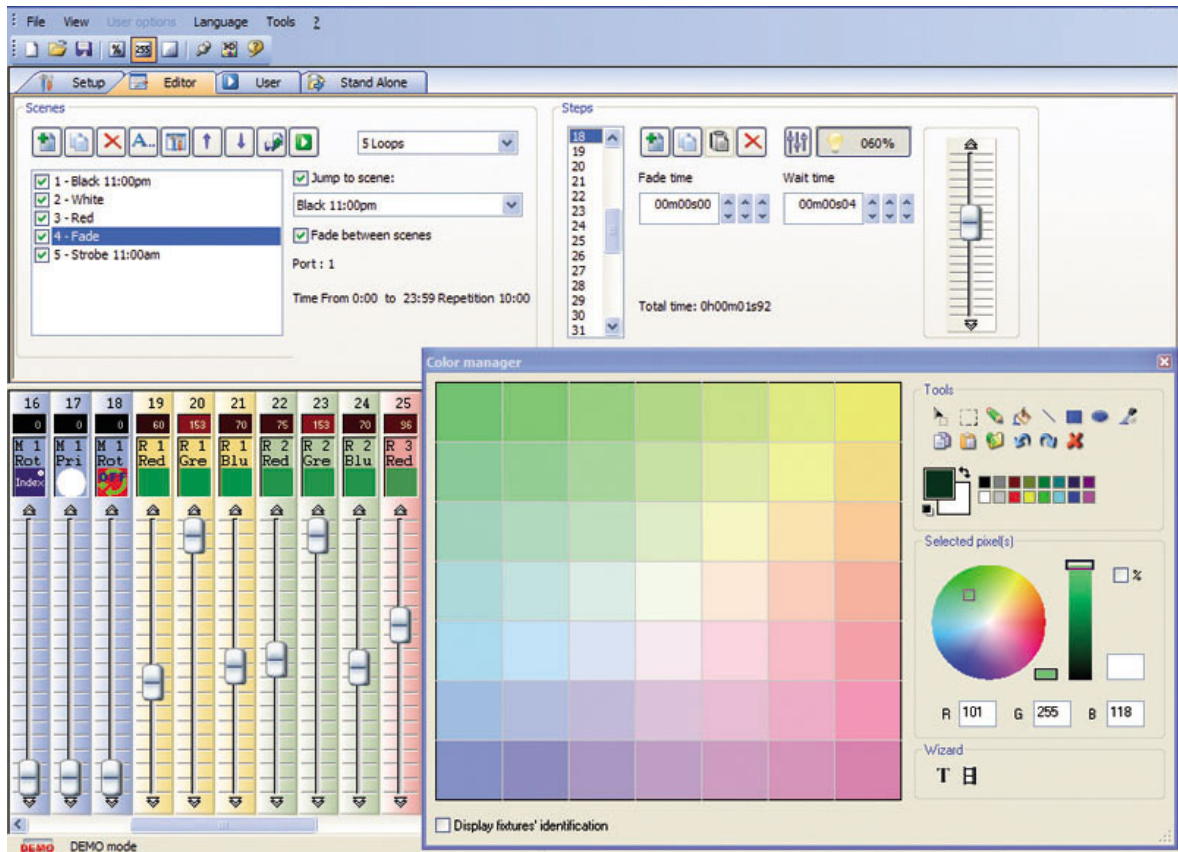 File View User options Language Tools ?
% 255
Setup Editor User Stand Alone
Scenes
A.. 5 Loops
1 - Black 11:00pm
2 - White
3 - Red
4 - Fade
5 - Strobe 11:00am
Jump to scene:
Black 11:00pm
Fade between scenes
Port : 1
Time From 0:00 to 23:59 Repetition 10:00
Steps
18
19
20
21
22
23
24
25
26
27
28
29
30
31
060%
Fade time Wait time
00m00s00 00m00s04
Total time: 0h00m01s92
16 17 18 19 20 21 22 23 24 25
0 0 0 60 153 70 75 153 70 96
M 1 M 1 M 1 R 1 R 1 R 1 R 2 R 2 R 2 R 3
Rot Pri Rot Red Gre Blu Red Gre Blu Red
Index OFF
DEMO DEMO mode
Color manager
Tools
Selected pixel(s)
%
R 101 G 255 B 118
Wizard
T
Display fixtures' identification